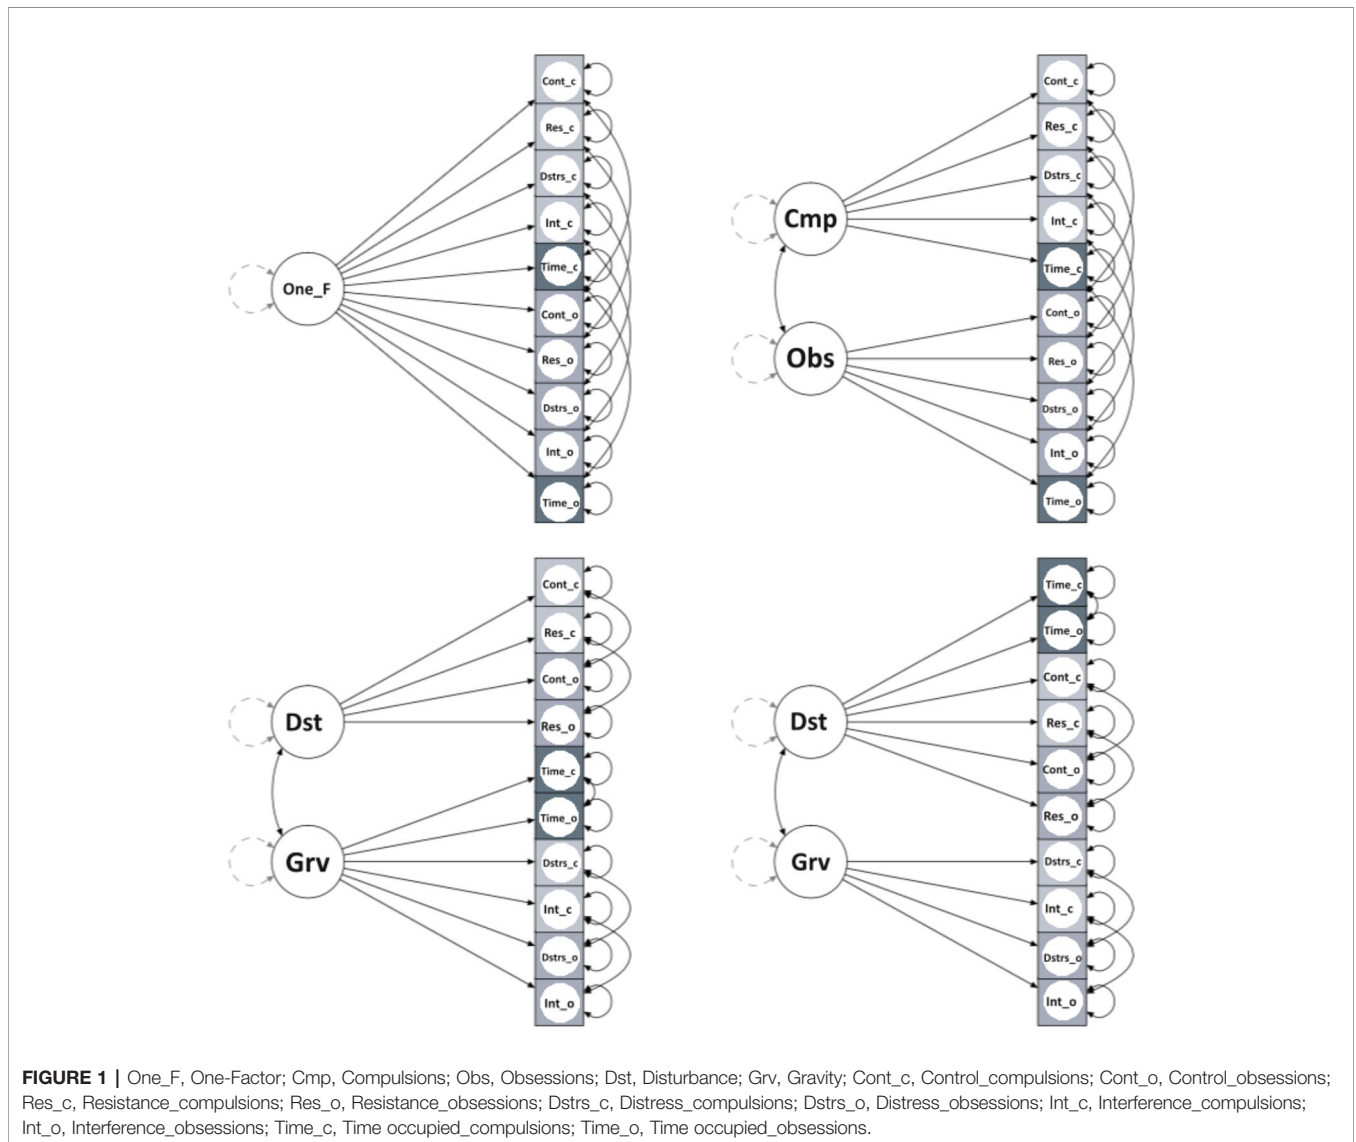 One_F
Cont_c
Res_c
Dstrs_c
Int_c
Time_c
Cont_o
Res_o
Dstrs_o
Int_o
Time_o
Cmp
Obs
Cont_c
Res_c
Dstrs_c
Int_c
Time_c
Cont_o
Res_o
Dstrs_o
Int_o
Time_o
Dst
Grv
Cont_c
Res_c
Cont_o
Res_o
Time_c
Time_o
Dstrs_c
Int_c
Dstrs_o
Int_o
Dst
Grv
Time_c
Time_o
Cont_c
Res_c
Cont_o
Res_o
Dstrs_c
Int_c
Dstrs_o
Int_o
FIGURE 1 | One_F, One-Factor; Cmp, Compulsions; Obs, Obsessions; Dst, Disturbance; Grv, Gravity; Cont_c, Control_compulsions; Cont_o, Control_obsessions;
Res_c, Resistance_compulsions; Res_o, Resistance_obsessions; Dstrs_c, Distress_compulsions; Dstrs_o, Distress_obsessions; Int_c, Interference_compulsions;
Int_o, Interference_obsessions; Time_c, Time occupied_compulsions; Time_o, Time occupied_obsessions.